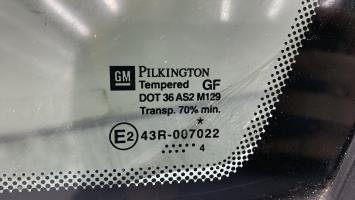 GM PILKINGTON
Tempered GF
DOT 36 AS2 M129
Transp. 70% min.
*
E2 43R-007022
4